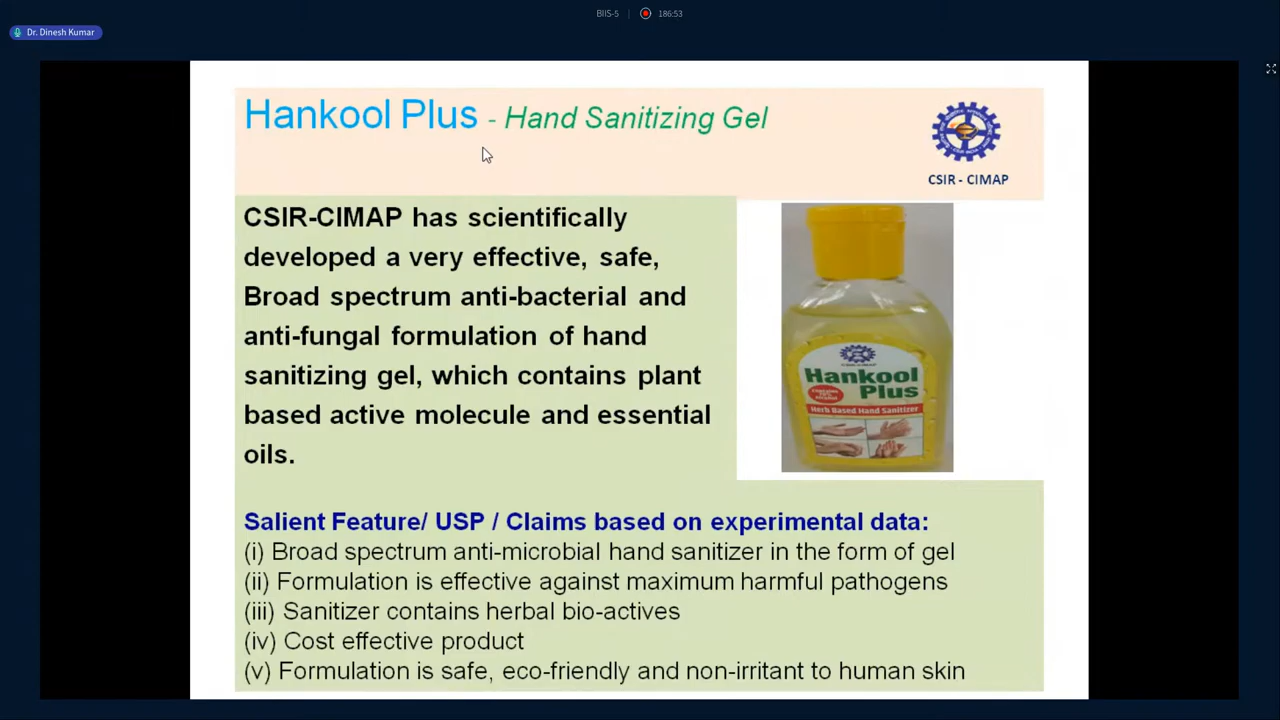 BIIS-5 | 186:53
Dr. Dinesh Kumar
Hankool Plus - Hand Sanitizing Gel
CSIR - CIMAP
CSIR-CIMAP has scientifically
developed a very effective, safe,
Broad spectrum anti-bacterial and
anti-fungal formulation of hand
sanitizing gel, which contains plant
based active molecule and essential
oils.
Hankool
Plus
Herb Based Hand Sanitizer
Salient Feature/ USP / Claims based on experimental data:
(i) Broad spectrum anti-microbial hand sanitizer in the form of gel
(ii) Formulation is effective against maximum harmful pathogens
(iii) Sanitizer contains herbal bio-actives
(iv) Cost effective product
(v) Formulation is safe, eco-friendly and non-irritant to human skin